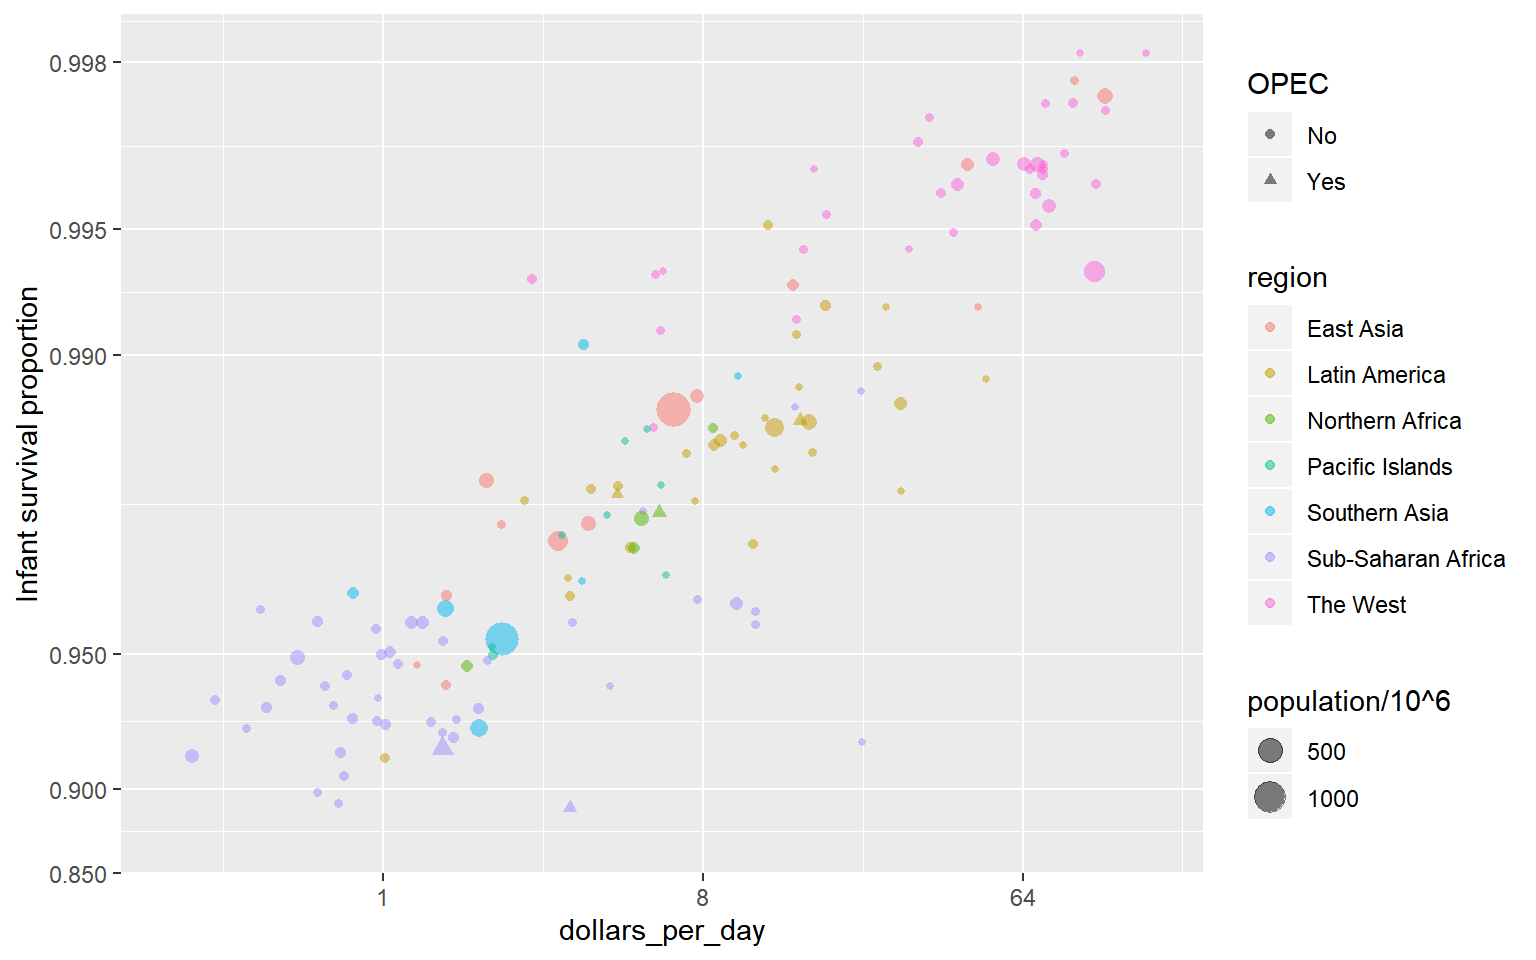 0.998
0.995
0.990
0.950
0.900
0.850
Infant survival proportion
1
8
64
dollars_per_day
OPEC
No
Yes
region
East Asia
Latin America
Northern Africa
Pacific Islands
Southern Asia
Sub-Saharan Africa
The West
population/10^6
500
1000